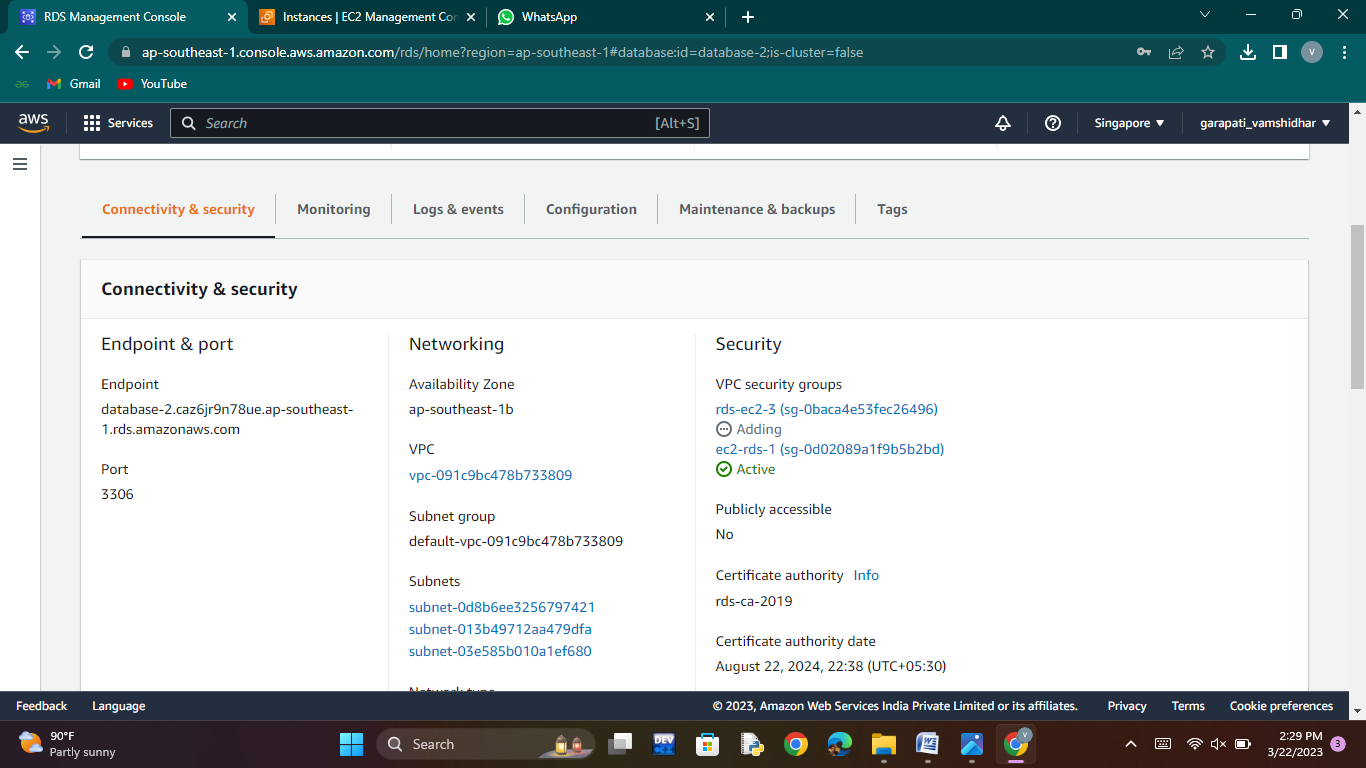 RDS Management Console
Instances | EC2 Management Con
WhatsApp
ap-southeast-1.console.aws.amazon.com/rds/home?region=ap-southeast-1#database:id=database-2;is-cluster=false
V
Gmail
YouTube
aws
Services
Search
[Alt+S]
Singapore
garapati_vamshidhar
Connectivity & security
Monitoring
Logs & events
Configuration
Maintenance & backups
Tags
Connectivity & security
Endpoint & port
Endpoint
database-2.caz6jr9n78ue.ap-southeast-
1.rds.amazonaws.com
Port
3306
Networking
Availability Zone
ap-southeast-1b
VPC
vpc-091c9bc478b733809
Subnet group
default-vpc-091c9bc478b733809
Subnets
subnet-0d8b6ee3256797421
subnet-013b49712aa479dfa
subnet-03e585b010a1ef680
Network type
Security
VPC security groups
rds-ec2-3 (sg-0baca4e53fec26496)
Adding
ec2-rds-1 (sg-0d02089a1f9b5b2bd)
Active
Publicly accessible
No
Certificate authority Info
rds-ca-2019
Certificate authority date
August 22, 2024, 22:38 (UTC+05:30)
Feedback
Language
© 2023, Amazon Web Services India Private Limited or its affiliates.
Privacy
Terms
Cookie preferences
90°F
Partly sunny
Search
DEV
V
2:29 PM
3/22/2023
3